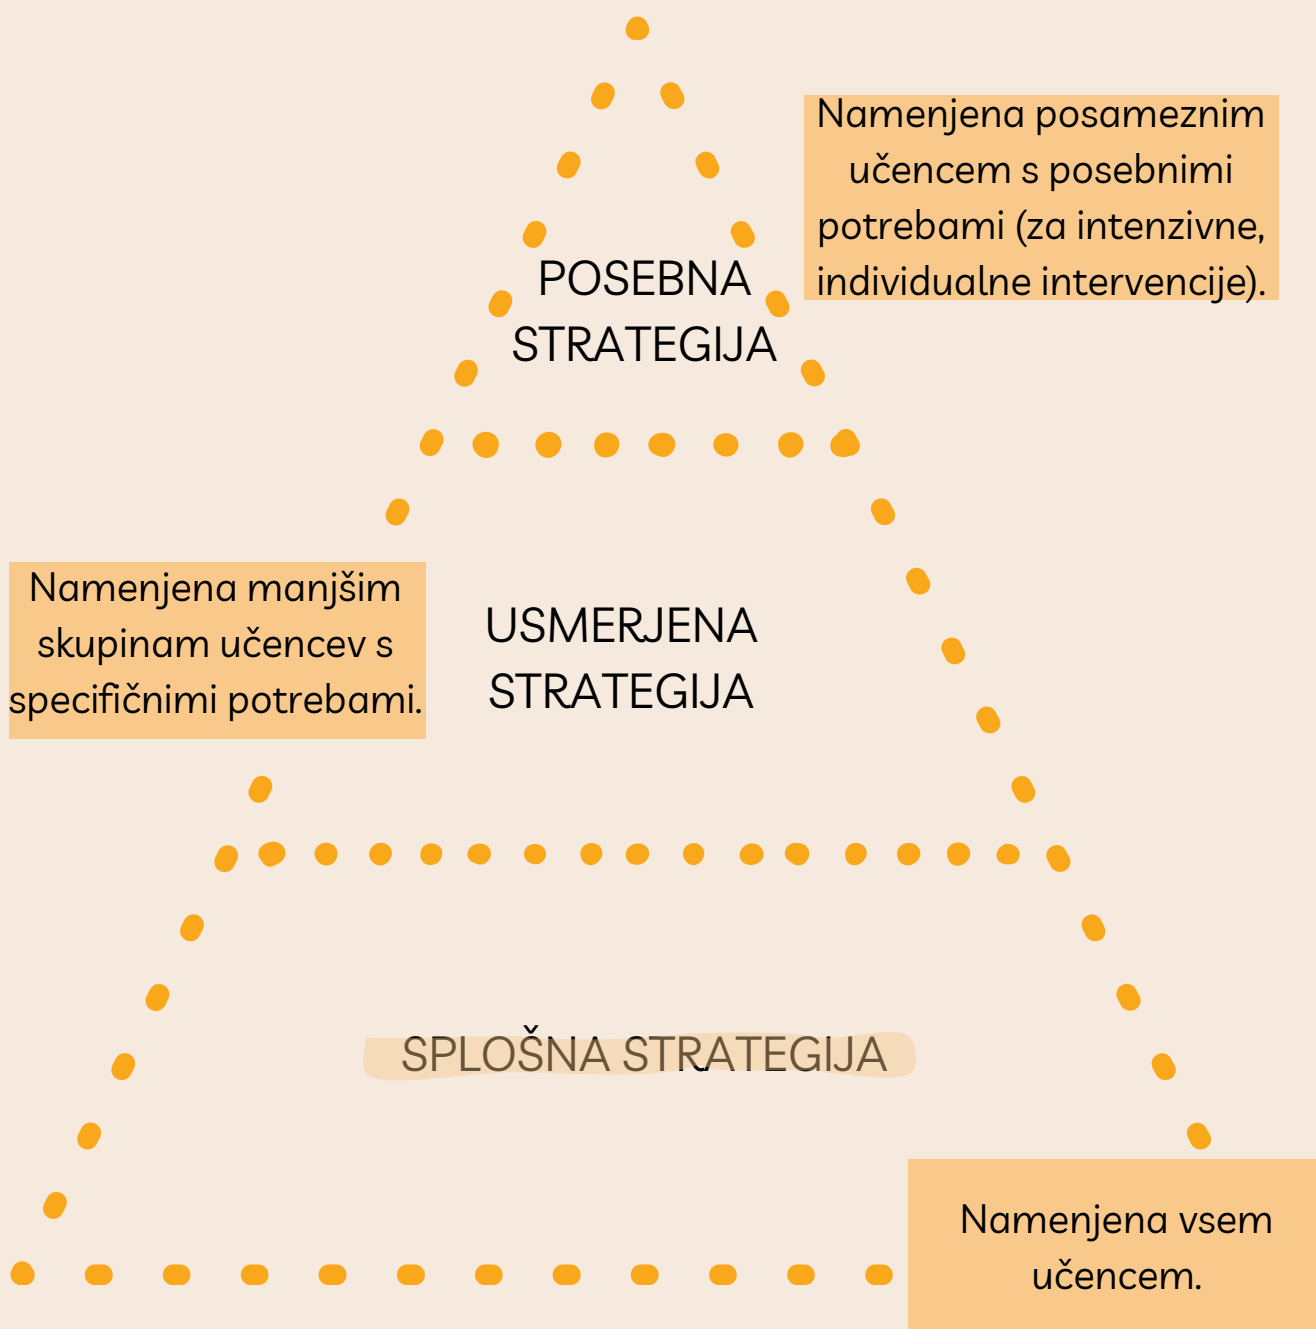 Namenjena posameznim
učencem s posebnimi
potrebami (za intenzivne,
individualne intervencije).
POSEBNA
STRATEGIJA
Namenjena manjšim
skupinam učencev s
specifičnimi potrebami.
USMERJENA
STRATEGIJA
SPLOŠNA STRATEGIJA
Namenjena vsem
učencem.